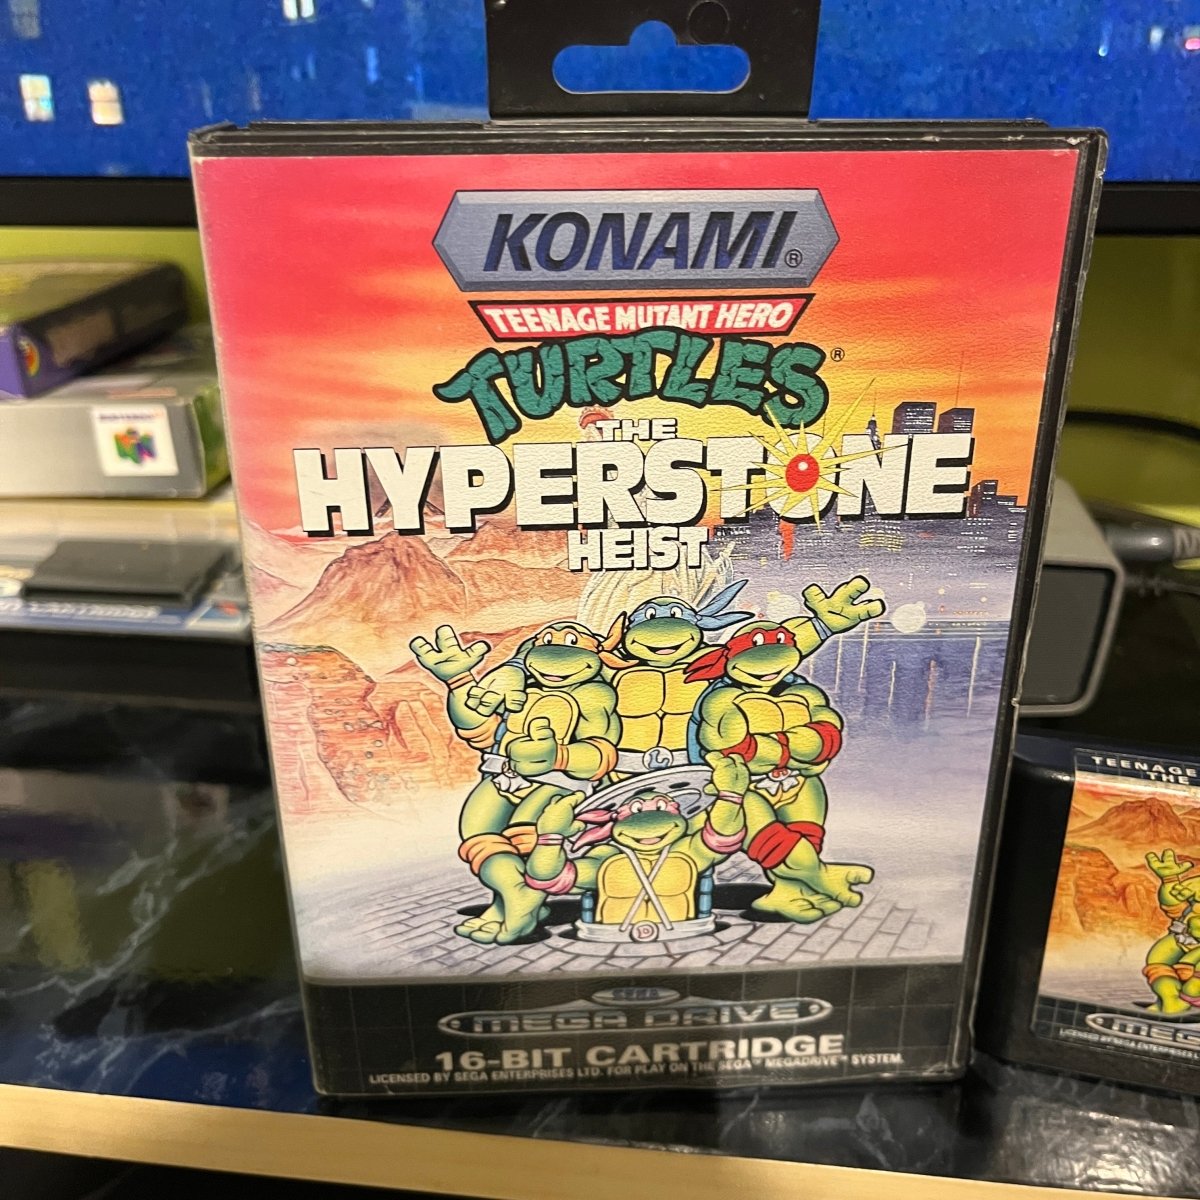 KONAMI®
TEENAGE MUTANT HERO
TURTLES®
THE
HYPERSTONE
HEIST
SEGA
MEGA DRIVE
16-BIT CARTRIDGE
LICENSED BY SEGA ENTERPRISES LTD. FOR PLAY ON THE SEGA™ MEGADRIVE™ SYSTEM.
TEENAGE
THE